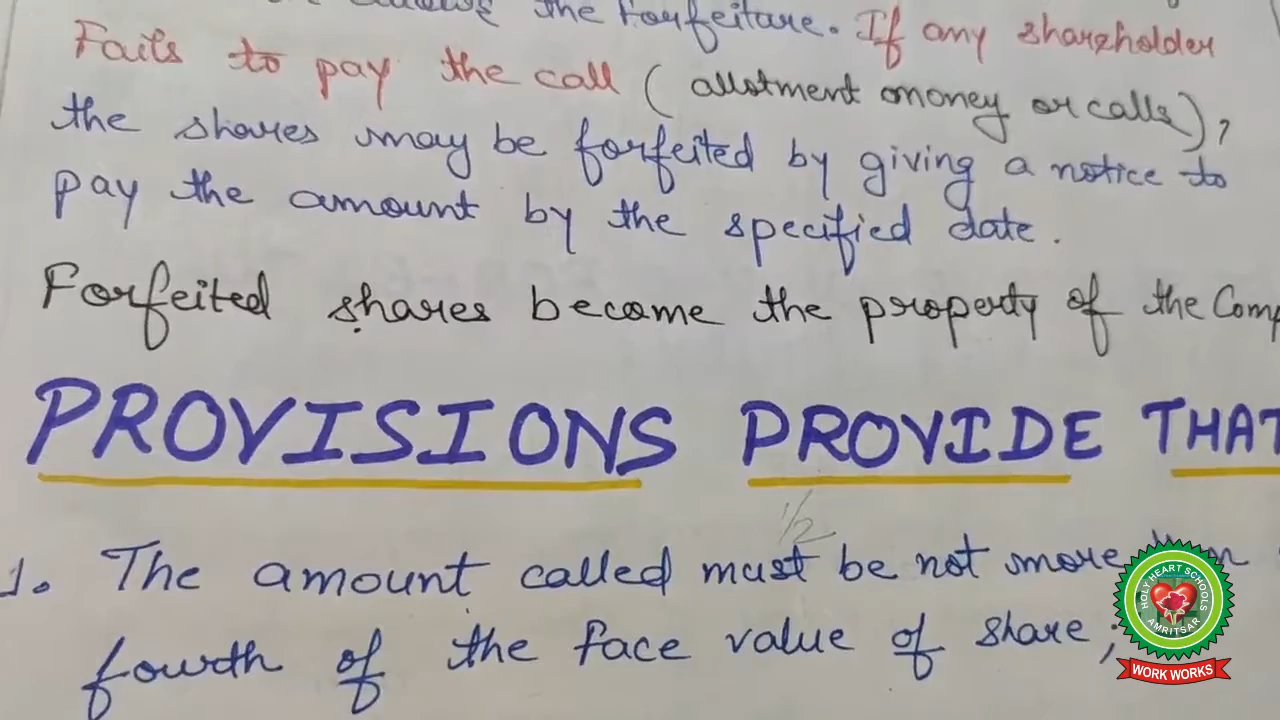 the Forfeiture. If any shareholder
Fails to pay the call ( allotment money or calls),
the shares may be forfeited by giving a notice to
pay the amount by the specified date.
Forfeited shares become the property of the Comp
PROVISIONS PROVIDE THAT
1/2
1. The amount called must be not more
fourth of the face value of share;
HOLY HEART SCHOOLS
AMRITSAR
WORK WORKS